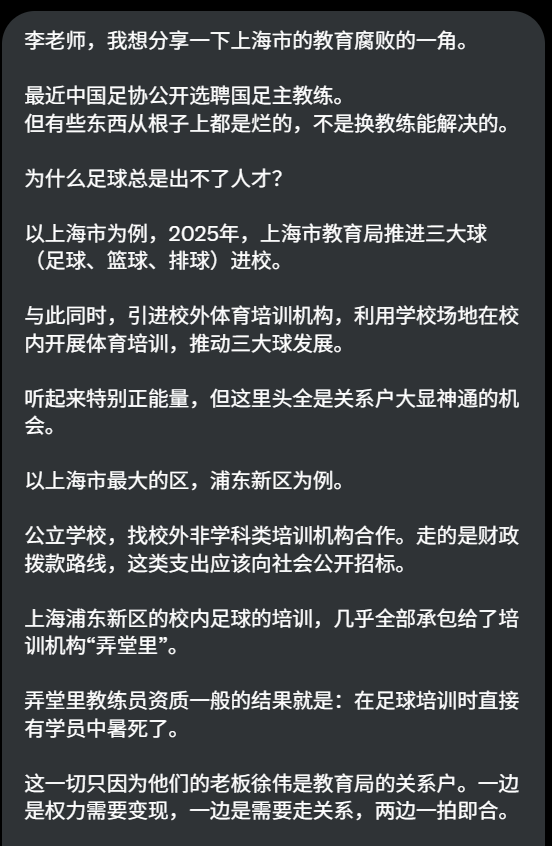 李老师，我想分享一下上海市的教育腐败的一角。
最近中国足协公开选聘国足主教练。
但有些东西从根子上都是烂的，不是换教练能解决的。
为什么足球总是出不了人才？
以上海市为例，2025年，上海市教育局推进三大球
（足球、篮球、排球）进校。
与此同时，引进校外体育培训机构，利用学校场地在校
内开展体育培训，推动三大球发展。
听起来特别正能量，但这里头全是关系户大显神通的机
会。
以上海市最大的区，浦东新区为例。
公立学校，找校外非学科类培训机构合作。走的是财政
拨款路线，这类支出应该向社会公开招标。
上海浦东新区的校内足球的培训，几乎全部承包给了培
训机构“弄堂里”。
弄堂里教练员资质一般的结果就是：在足球培训时直接
有学员中暑死了。
这一切只因为他们的老板徐伟是教育局的关系户。一边
是权力需要变现，一边是需要走关系，两边一拍即合。